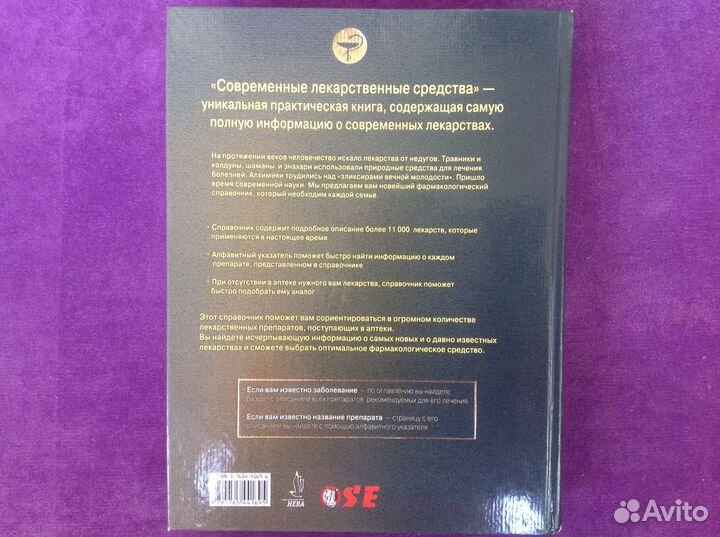 «Современные лекарственные средства» —
уникальная практическая книга, содержащая самую
полную информацию о современных лекарствах.
На протяжении веков человечество искало лекарства от недугов. Травники и
колдуны, шаманы и знахари использовали природные средства для лечения
болезней. Алхимики трудились над «эликсирами вечной молодости». Пришло
время современной науки. Мы предлагаем вам новейший фармакологический
справочник, который необходим каждой семье.
· Справочник содержит подробное описание более 11 000 лекарств, которые
применяются в настоящее время
· Алфавитный указатель поможет быстро найти информацию о каждом
препарате, представленном в справочнике
· При отсутствии в аптеке нужного вам лекарства, справочник поможет
быстро подобрать ему аналог
Этот справочник поможет вам сориентироваться в огромном количестве
лекарственных препаратов, поступающих в аптеки.
Вы найдете исчерпывающую информацию о самых новых и о давно известных
лекарствах и сможете выбрать оптимальное фармакологическое средство.
· Если вам известно заболевание — по оглавлению вы найдете
раздел с описанием всех препаратов, рекомендуемых для его лечения
· Если вам известно название препарата — страницу с его
описанием вы найдете с помощью алфавитного указателя
НЕВА
SE
Avito